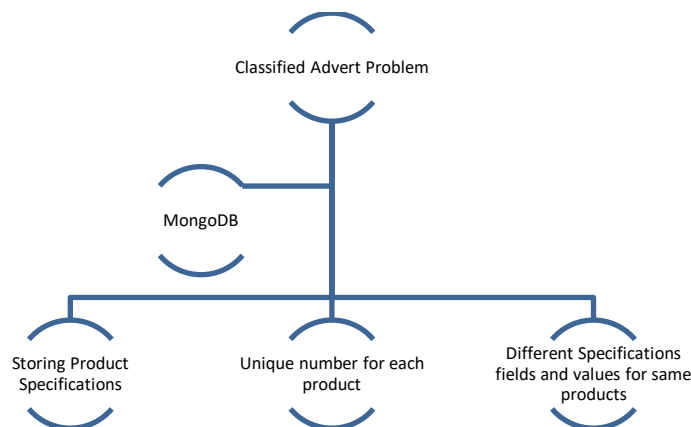 Classified Advert Problem
MongoDB
Storing Product
Specifications
Unique number for each
product
Different Specifications
fields and values for same
products